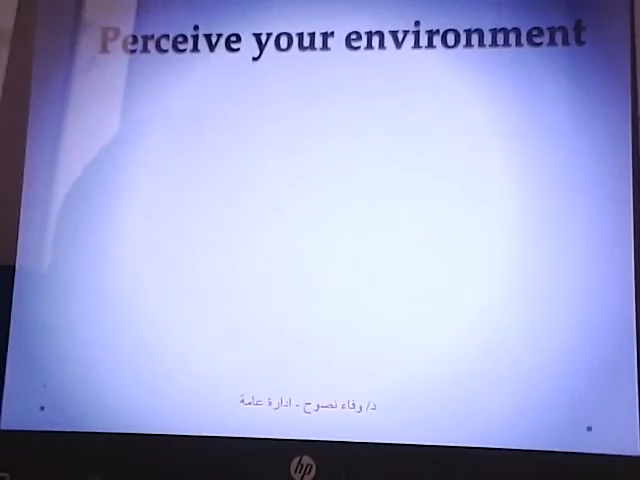 Perceive your environment
د/ وفاء نصوح - ادارة عامة
hp